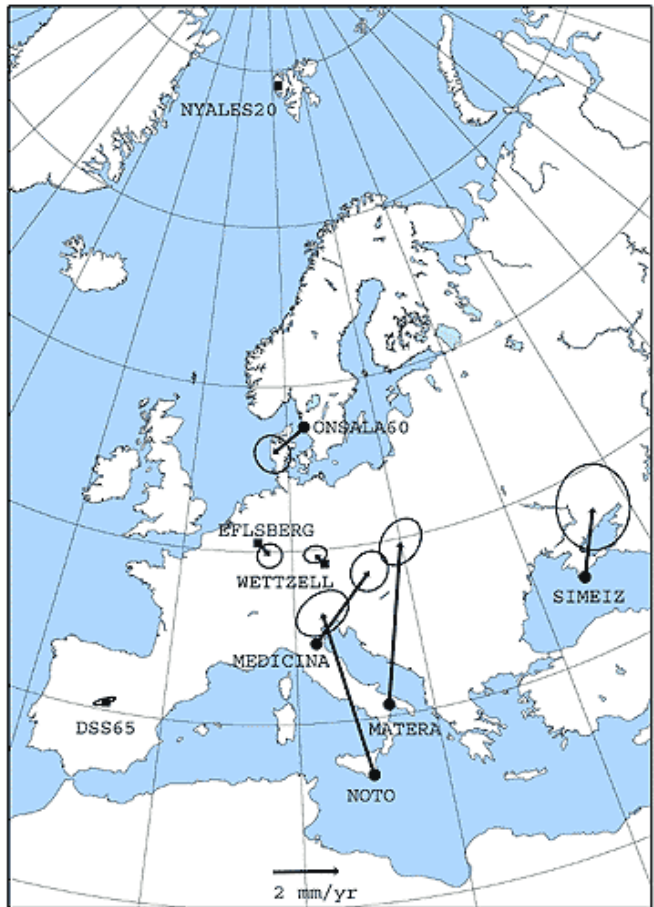 NYALES20
ONSALA60
EFLSBERG
WETTZELL
SIMEIZ
MEDICINA
DSS65
MATERA
NOTO
2 mm/yr